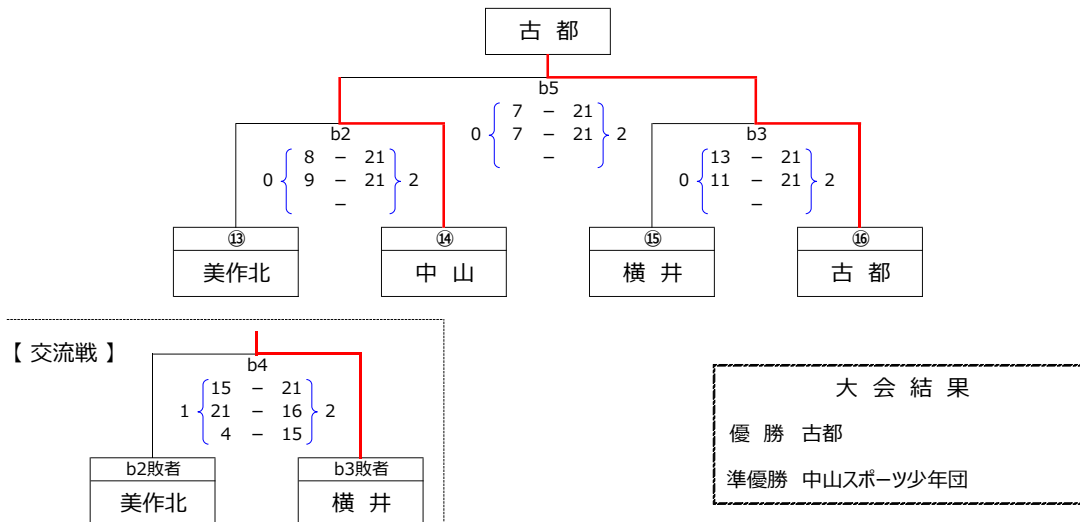 古 都
b5
7 － 21
0 7 － 21 2
－
b2
8 － 21
0 9 － 21 2
－
b3
13 － 21
0 11 － 21 2
－
⑬ ⑭ ⑮ ⑯
美作北 中 山 横 井 古 都
【 交流戦 】
b4
15 － 21
1 21 － 16 2
4 － 15
b2敗者 b3敗者
美作北 横 井
大 会 結 果
優 勝 古都
準優勝 中山スポーツ少年団